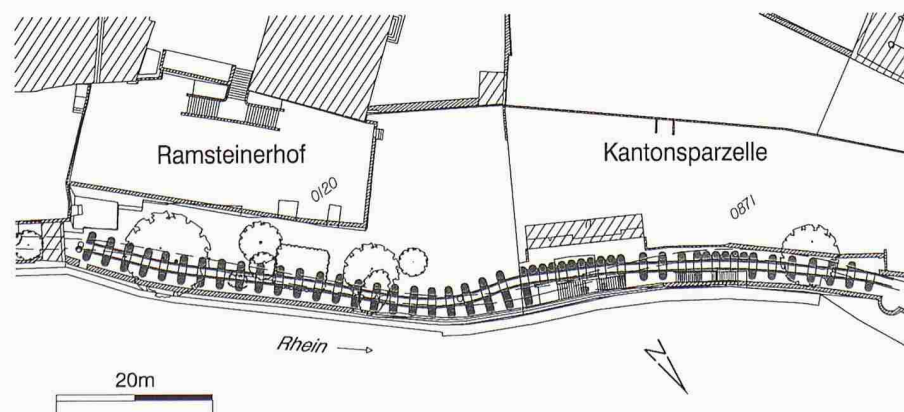 Ramsteinerhof
0120
Kantonsparzelle
0871
Rhein
N
20m